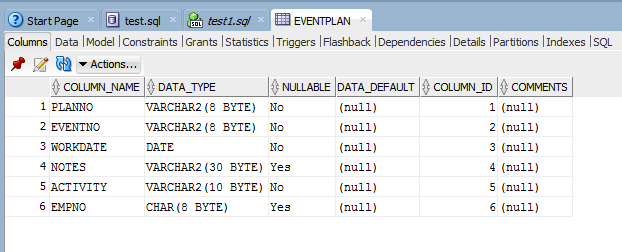 Start Page test.sql test1.sql EVENTPLAN
Columns Data Model Constraints Grants Statistics Triggers Flashback Dependencies Details Partitions Indexes SQL
Actions...
COLUMN_NAME DATA_TYPE NULLABLE DATA_DEFAULT COLUMN_ID COMMENTS
1 PLANNO VARCHAR2(8 BYTE) No (null) 1 (null)
2 EVENTNO VARCHAR2(8 BYTE) No (null) 2 (null)
3 WORKDATE DATE No (null) 3 (null)
4 NOTES VARCHAR2(30 BYTE) Yes (null) 4 (null)
5 ACTIVITY VARCHAR2(10 BYTE) No (null) 5 (null)
6 EMPNO CHAR(8 BYTE) Yes (null) 6 (null)